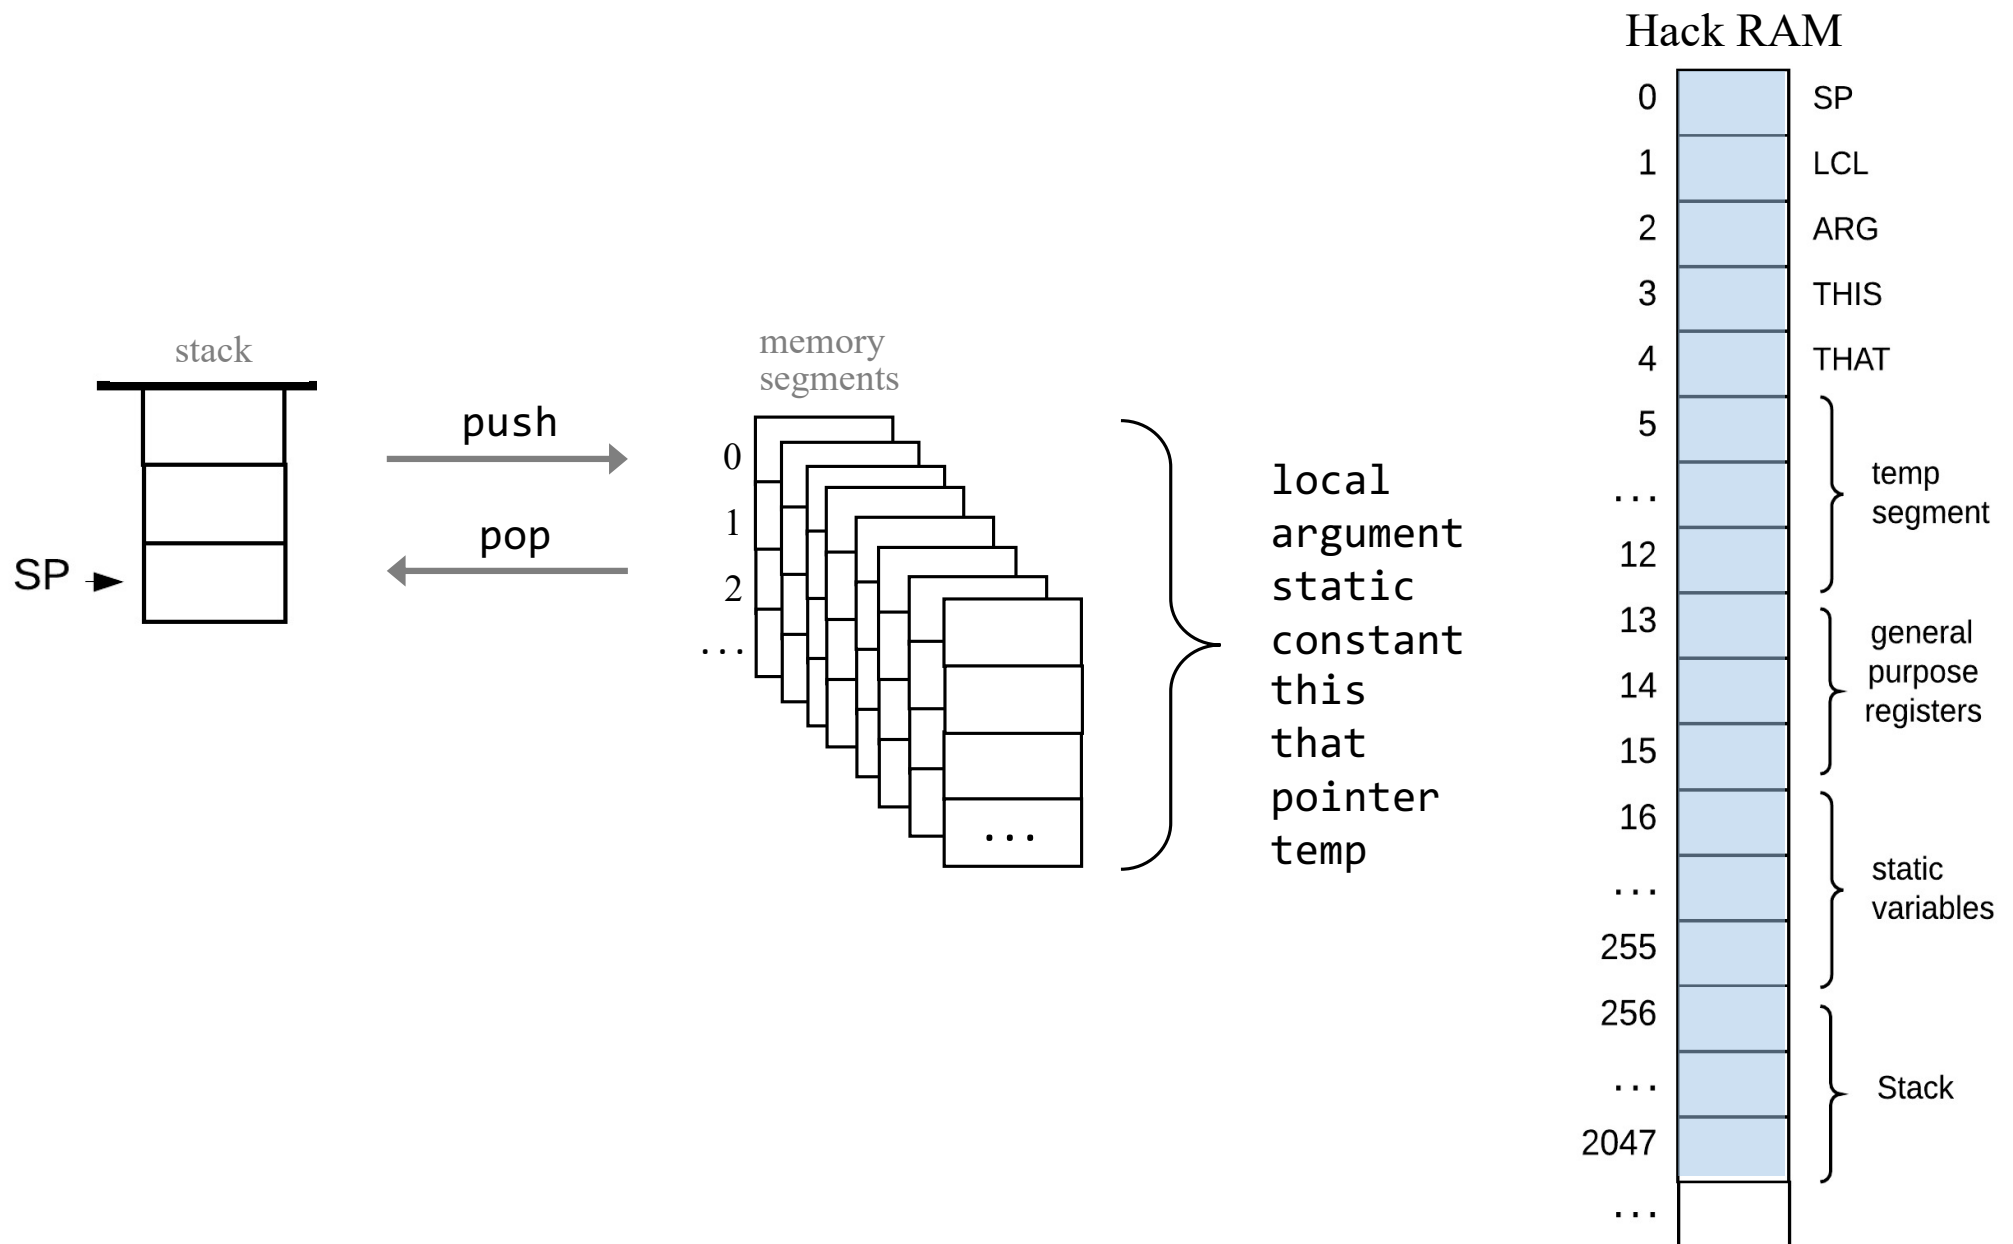 stack
SP
push
pop
memory
segments
0
1
2
...
...
local
argument
static
constant
this
that
pointer
temp
Hack RAM
0 SP
1 LCL
2 ARG
3 THIS
4 THAT
5
...
12
temp
segment
13
14
15
general
purpose
registers
16
...
255
static
variables
256
...
2047
Stack
...